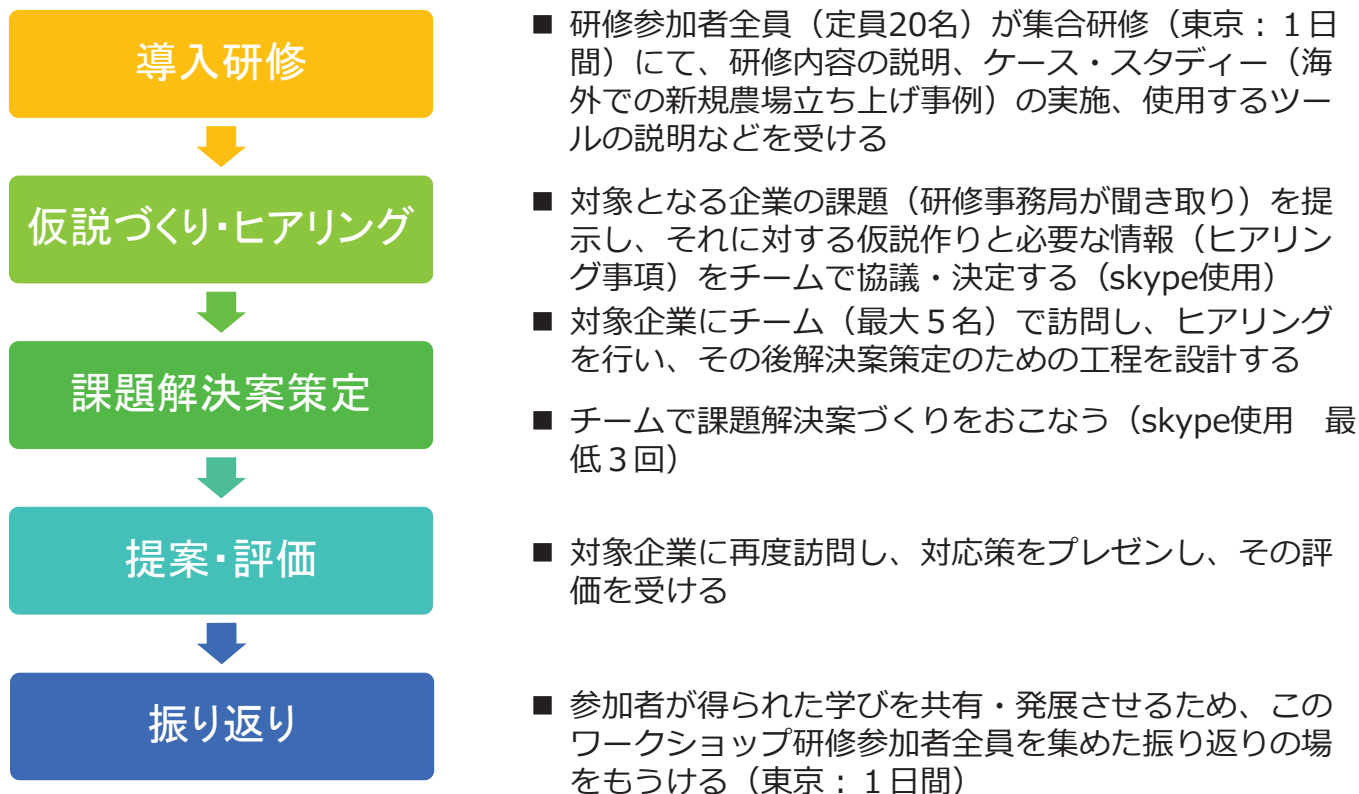 導入研修
■ 研修参加者全員（定員20名）が集合研修（東京：１日
間）にて、研修内容の説明、ケース・スタディー（海
外での新規農場立ち上げ事例）の実施、使用するツー
ルの説明などを受ける
仮説づくり・ヒアリング
■ 対象となる企業の課題（研修事務局が聞き取り）を提
示し、それに対する仮説作りと必要な情報（ヒアリン
グ事項）をチームで協議・決定する（skype使用）
■ 対象企業にチーム（最大５名）で訪問し、ヒアリング
を行い、その後解決案策定のための工程を設計する
課題解決案策定
■ チームで課題解決案づくりをおこなう（skype使用　最
低３回）
提案・評価
■ 対象企業に再度訪問し、対応策をプレゼンし、その評
価を受ける
振り返り
■ 参加者が得られた学びを共有・発展させるため、この
ワークショップ研修参加者全員を集めた振り返りの場
をもうける（東京：１日間）